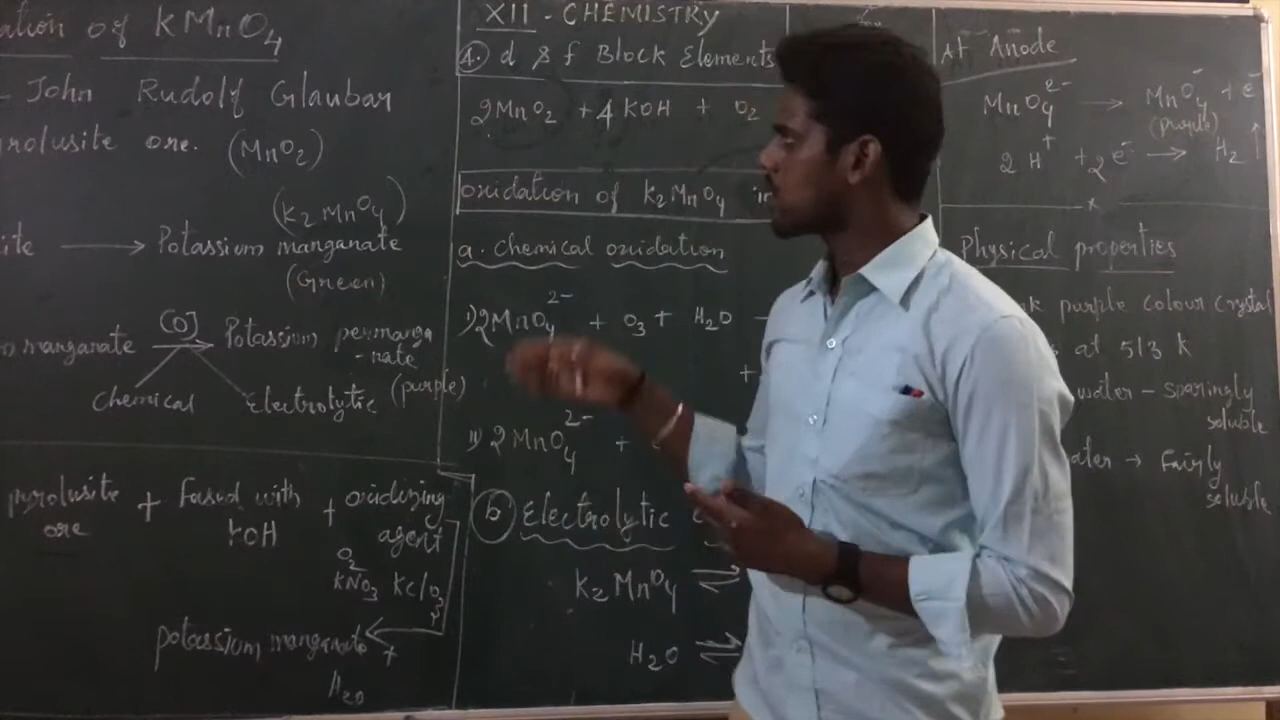 ation of KMnO4
John Rudolf Glaubar
rolusite ore. (MnO2)
(K2MnO4)
ite → Potassium manganate
(Green)
manganate [O] → Potassium permanga
-nate
chemical Electrolytic (purple)
pyrolusite + Fused with + oxidizing
ore KOH agent
O2
KNO3 KClO3
potassium manganate +
H2O
XII - CHEMISTRY
4. d & f Block Elements
2MnO2 + 4KOH + O2
oxidation of K2MnO4 in
a. Chemical oxidation
i) 2MnO4 2- + O3 + H2O
+
ii) 2MnO4 2- +
b Electrolytic
K2MnO4 ⇌
H2O ⇌
At Anode
MnO4 2- → MnO4 - + e-
(purple)
2H+ + 2e- → H2 ↑
x
Physical properties
k purple colour crystal
at 513 K
water - sparingly
soluble
ater → Fairly
soluble